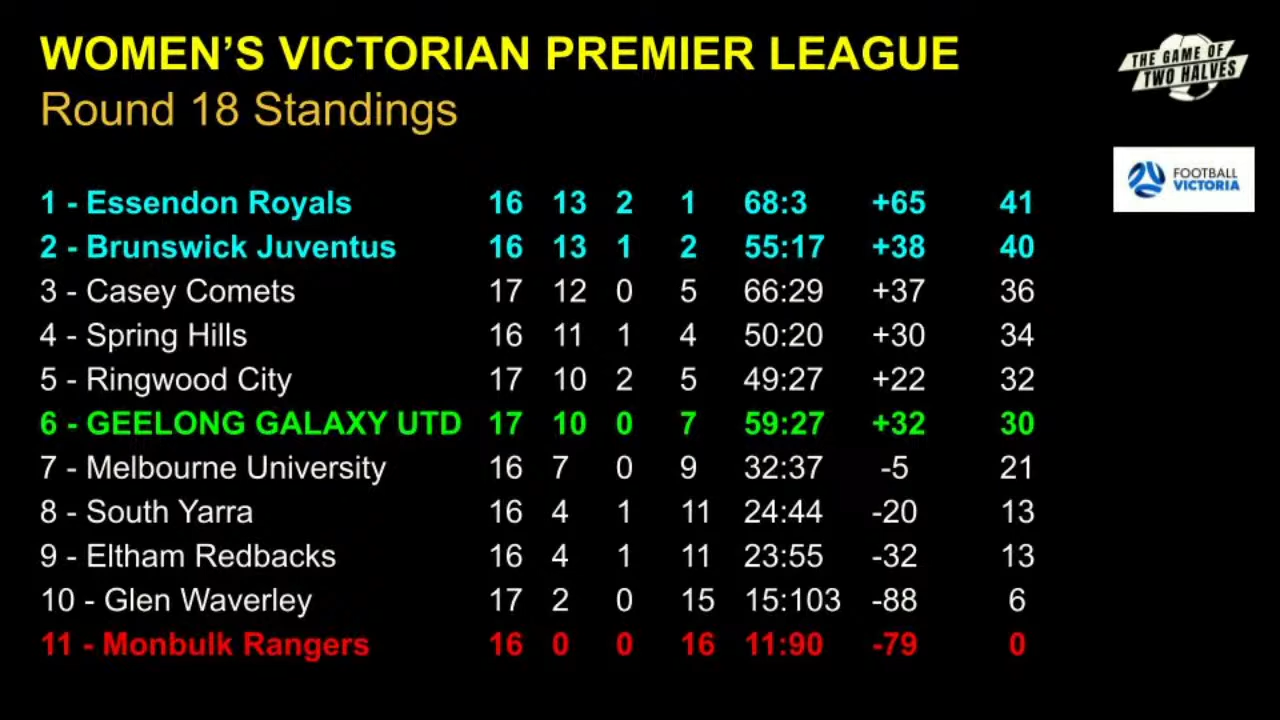 WOMEN’S VICTORIAN PREMIER LEAGUE
Round 18 Standings
THE GAME OF
TWO HALVES
FOOTBALL
VICTORIA
1 - Essendon Royals 16 13 2 1 68:3 +65 41
2 - Brunswick Juventus 16 13 1 2 55:17 +38 40
3 - Casey Comets 17 12 0 5 66:29 +37 36
4 - Spring Hills 16 11 1 4 50:20 +30 34
5 - Ringwood City 17 10 2 5 49:27 +22 32
6 - GEELONG GALAXY UTD 17 10 0 7 59:27 +32 30
7 - Melbourne University 16 7 0 9 32:37 -5 21
8 - South Yarra 16 4 1 11 24:44 -20 13
9 - Eltham Redbacks 16 4 1 11 23:55 -32 13
10 - Glen Waverley 17 2 0 15 15:103 -88 6
11 - Monbulk Rangers 16 0 0 16 11:90 -79 0